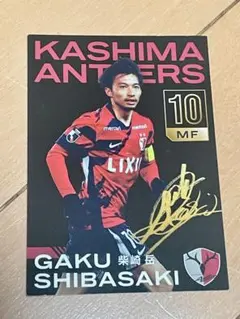 KASHIMA
ANTLERS
10
MF
LIXIL
GAKU 柴崎 岳
SHIBASAKI